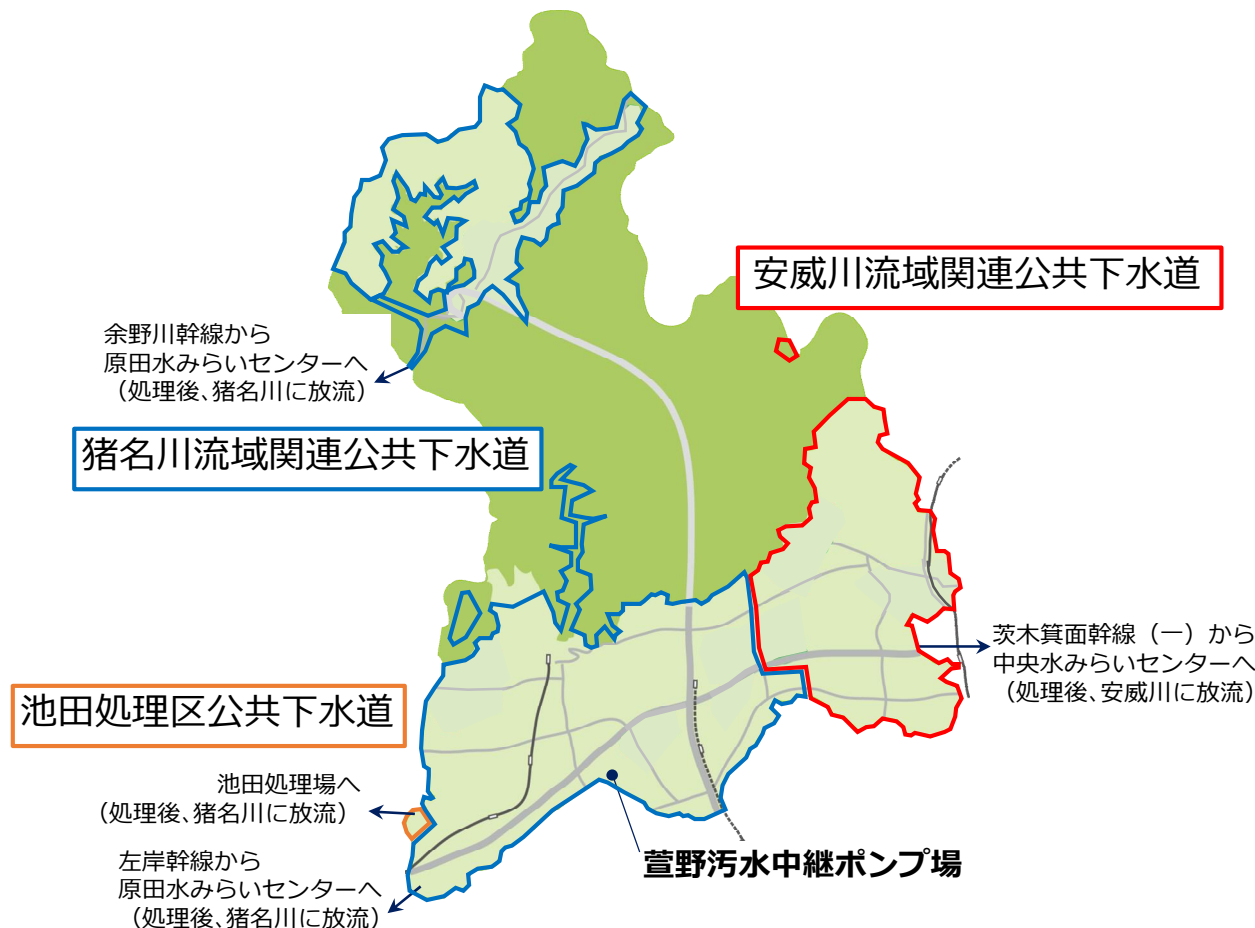 安威川流域関連公共下水道
余野川幹線から
原田水みらいセンターへ
（処理後、猪名川に放流）
猪名川流域関連公共下水道
茨木箕面幹線（一）から
中央水みらいセンターへ
（処理後、安威川に放流）
池田処理区公共下水道
池田処理場へ
（処理後、猪名川に放流）
萱野汚水中継ポンプ場
左岸幹線から
原田水みらいセンターへ
（処理後、猪名川に放流）